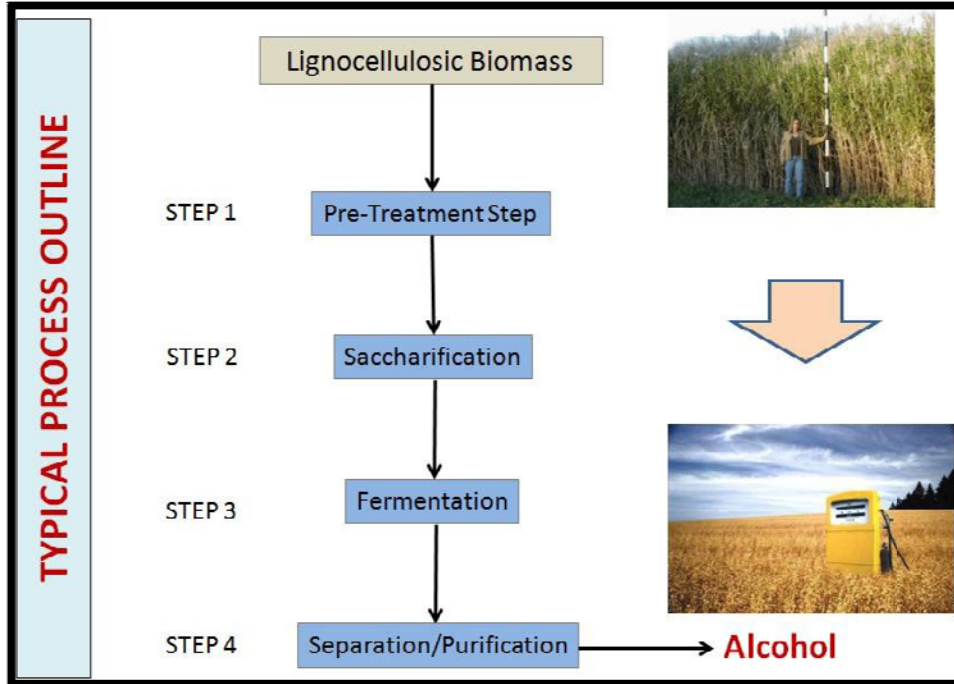 TYPICAL PROCESS OUTLINE
Lignocellulosic Biomass
STEP 1
Pre-Treatment Step
STEP 2
Saccharification
STEP 3
Fermentation
STEP 4
Separation/Purification
Alcohol